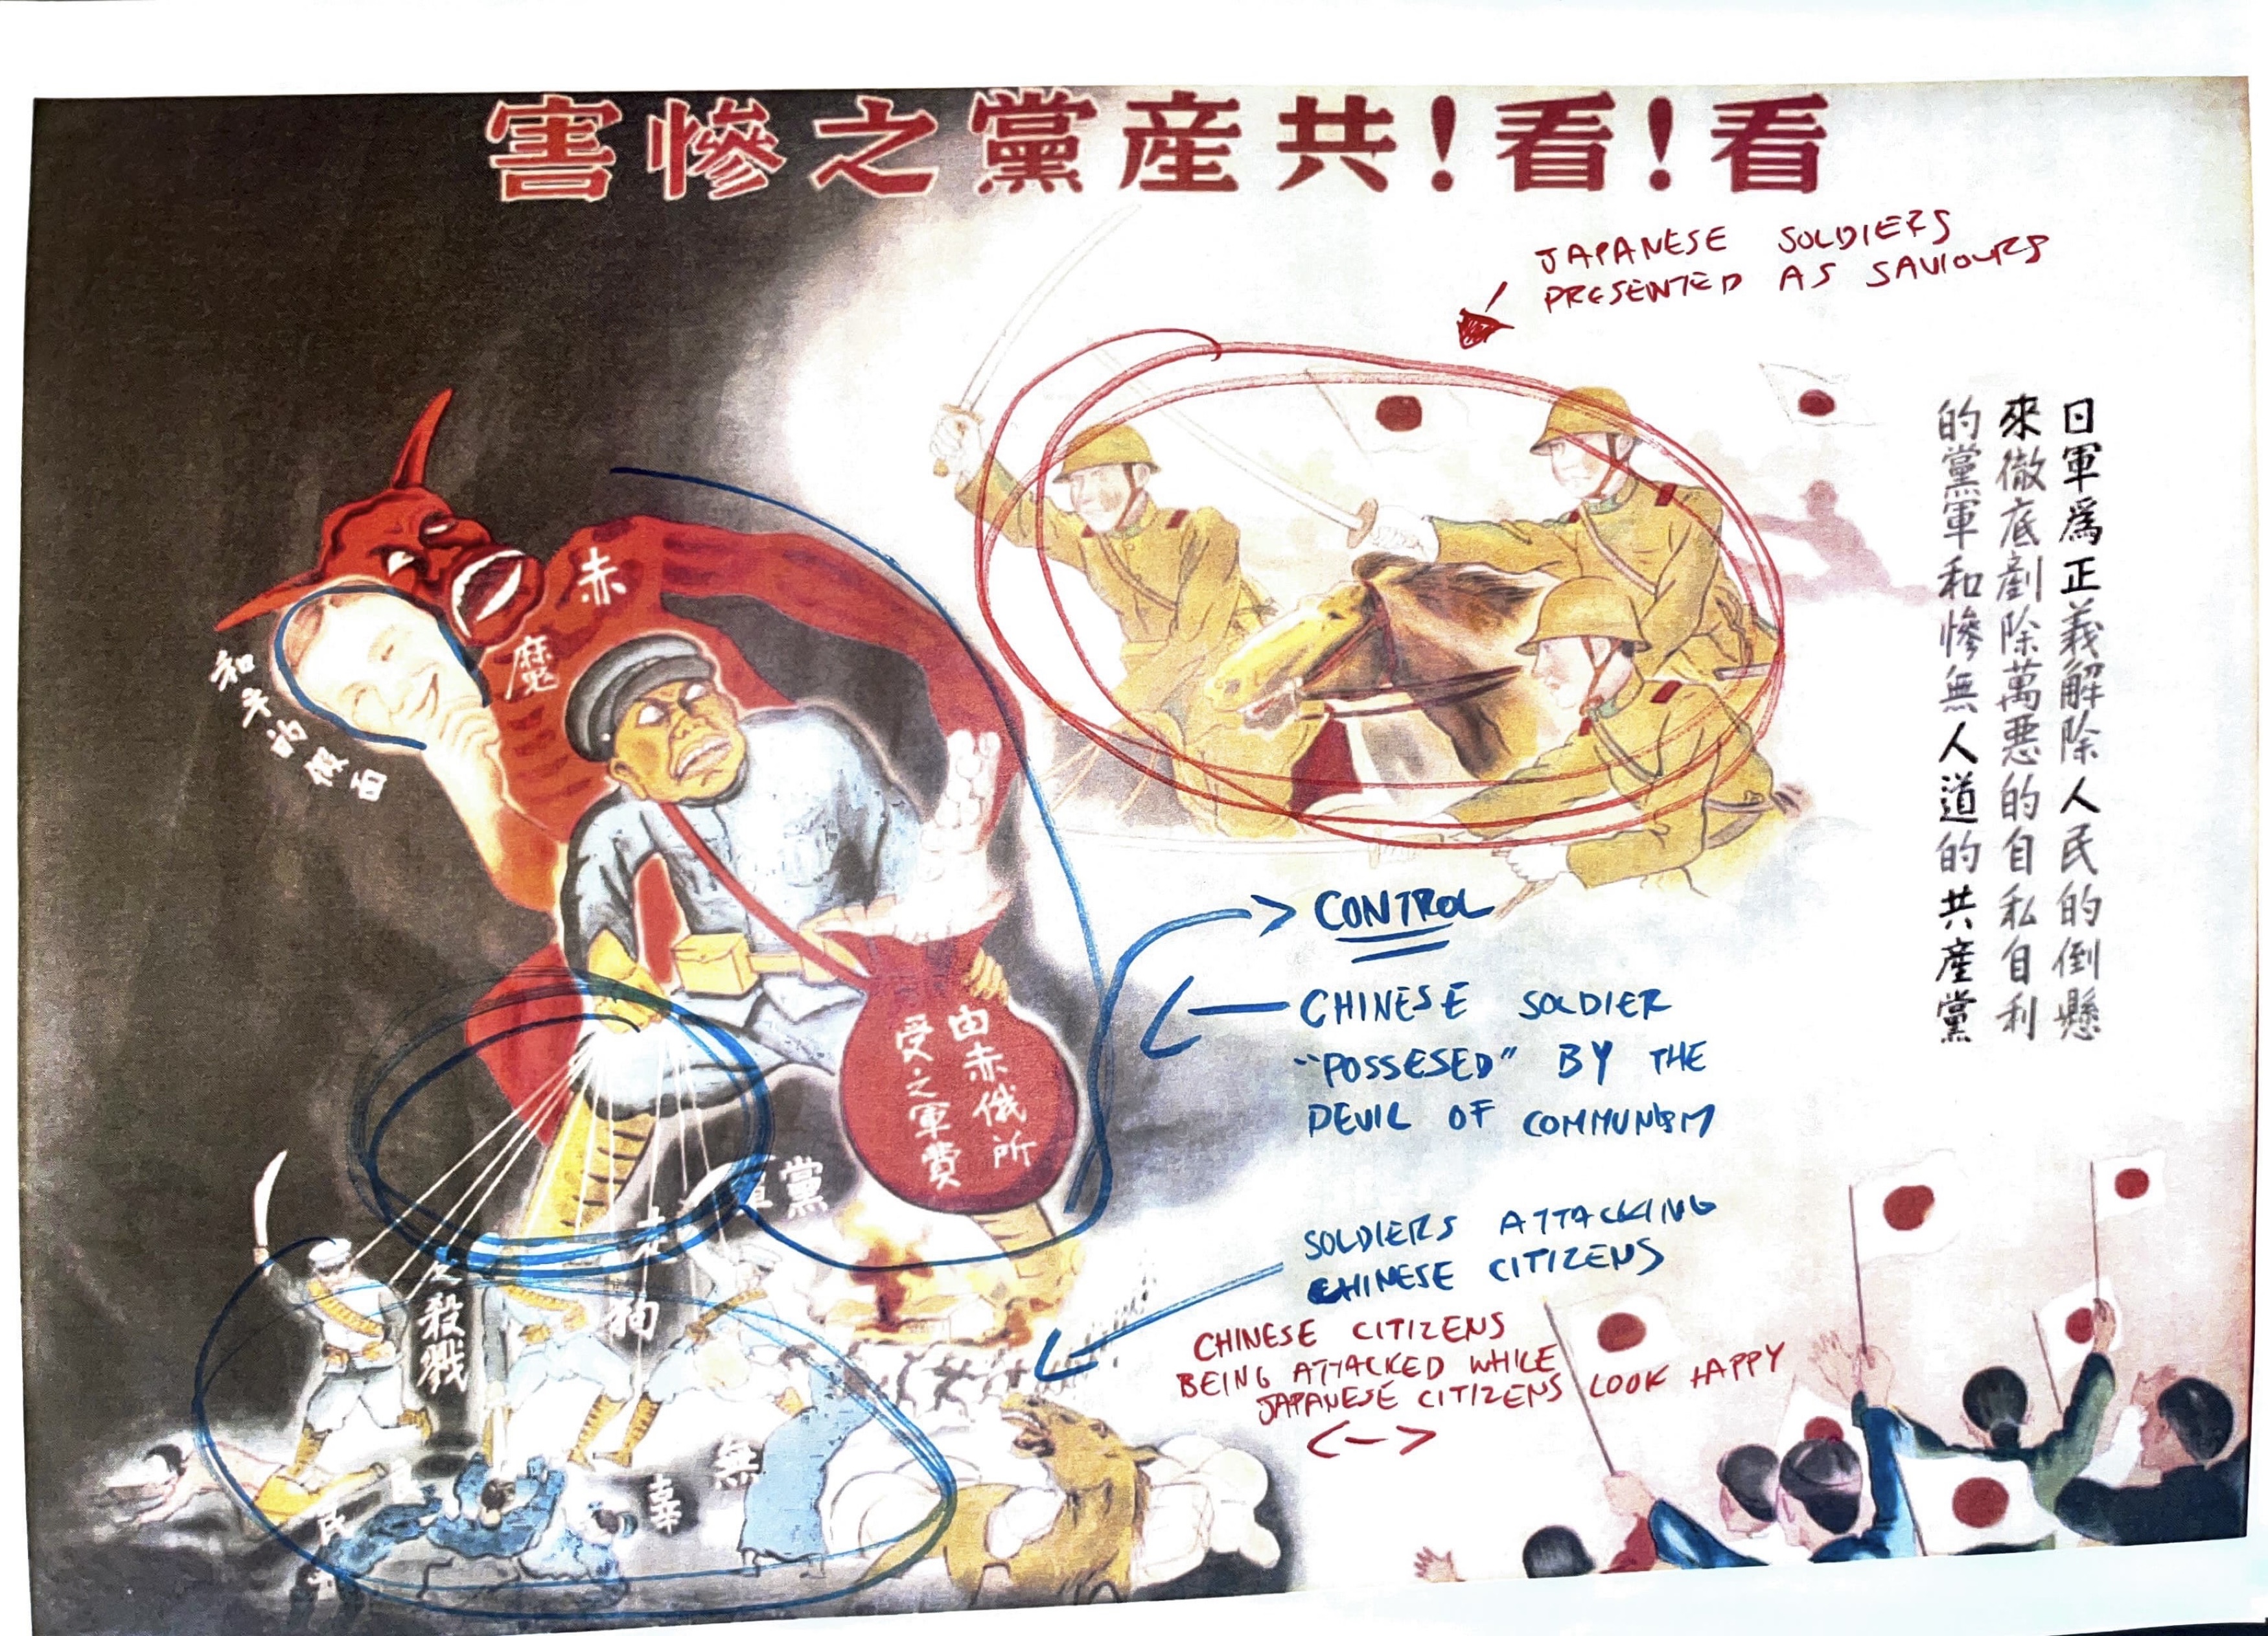 看!看!共産黨之慘害
JAPANESE SOLDIERS
PRESENTED AS SAVIOURS
日軍爲正義解除人民的倒懸
來徹底剷除萬惡的自私自利
的黨軍和慘無人道的共産黨
赤魔
和平的假面
由赤俄所
受之軍費
CONTROL
CHINESE SOLDIER
"POSSESED" BY THE
DEVIL OF COMMUNISM
黨軍
走狗
殺戮
無辜
民
SOLDIERS ATTACKING
CHINESE CITIZENS
CHINESE CITIZENS
BEING ATTACKED WHILE
JAPANESE CITIZENS LOOK HAPPY